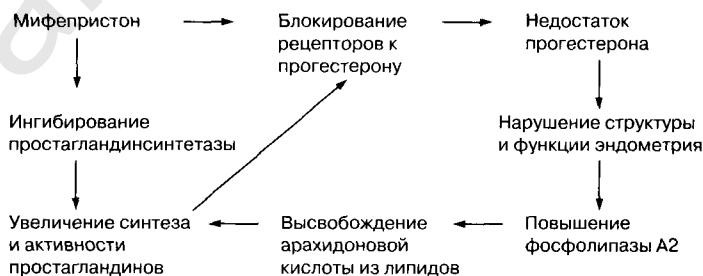 Мифепристон
Блокирование
рецепторов к
прогестерону
Недостаток
прогестерона
Ингибирование
простагландинсинтетазы
Нарушение структуры
и функции эндометрия
Увеличение синтеза
и активности
простагландинов
Высвобождение
арахидоновой
кислоты из липидов
Повышение
фосфолипазы А2